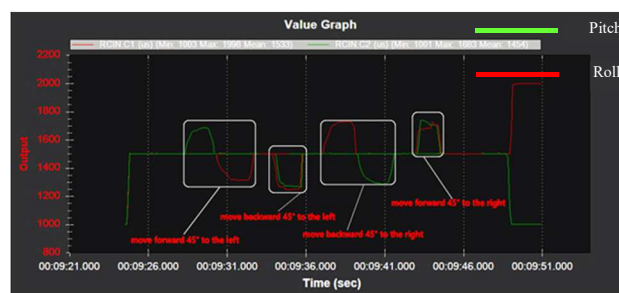 Value Graph
Pitch
RCIN C1 (us) (Min: 1003 Max: 1998 Mean: 1533) RCIN C2 (us) (Min: 1001 Max: 1683 Mean: 1454)
Roll
2200
2000
1800
1600
1400
1200
1000
800
Output
move forward 45° to the left
move backward 45° to the left
move backward 45° to the right
move forward 45° to the right
00:09:21.000 00:09:26.000 00:09:31.000 00:09:36.000 00:09:41.000 00:09:46.000 00:09:51.000
Time (sec)